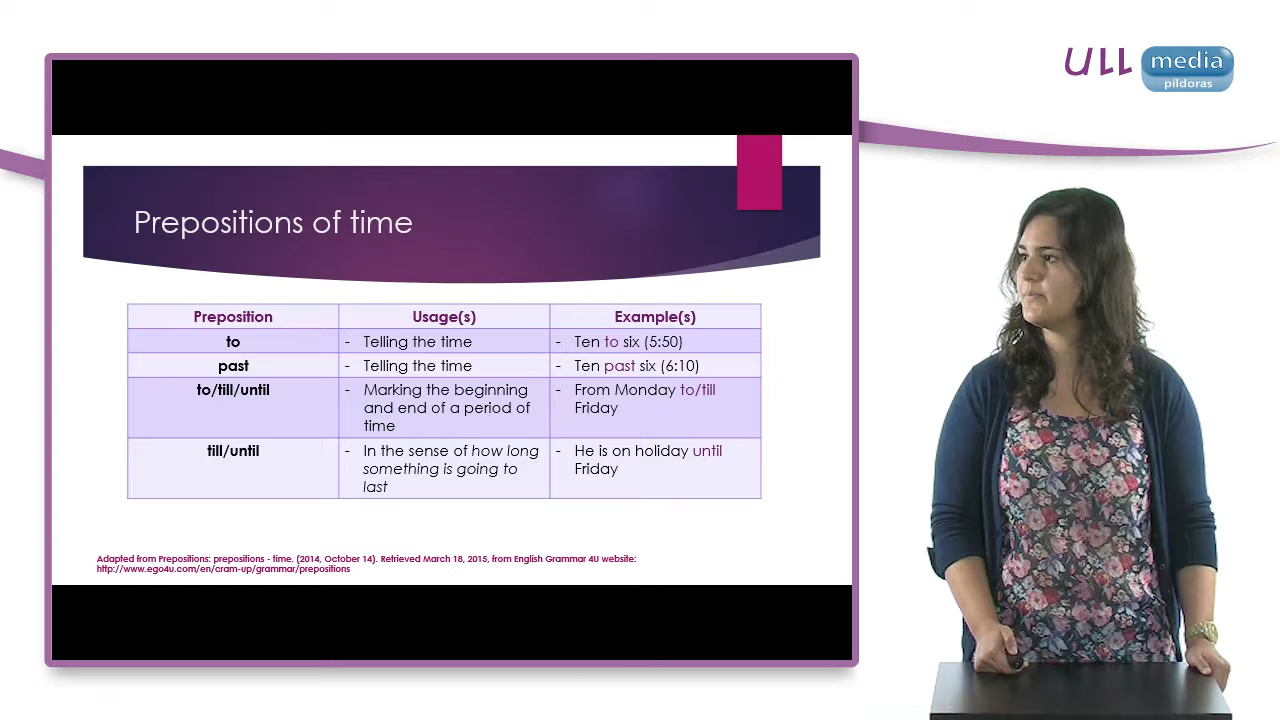 ULL media
píldoras
Prepositions of time
Preposition Usage(s) Example(s)
to - Telling the time - Ten to six (5:50)
past - Telling the time - Ten past six (6:10)
to/till/until - Marking the beginning - From Monday to/till
and end of a period of Friday
time
till/until - In the sense of how long - He is on holiday until
something is going to Friday
last
Adapted from Prepositions: prepositions - time. (2014, October 14). Retrieved March 18, 2015, from English Grammar 4U website:
http://www.ego4u.com/en/cram-up/grammar/prepositions